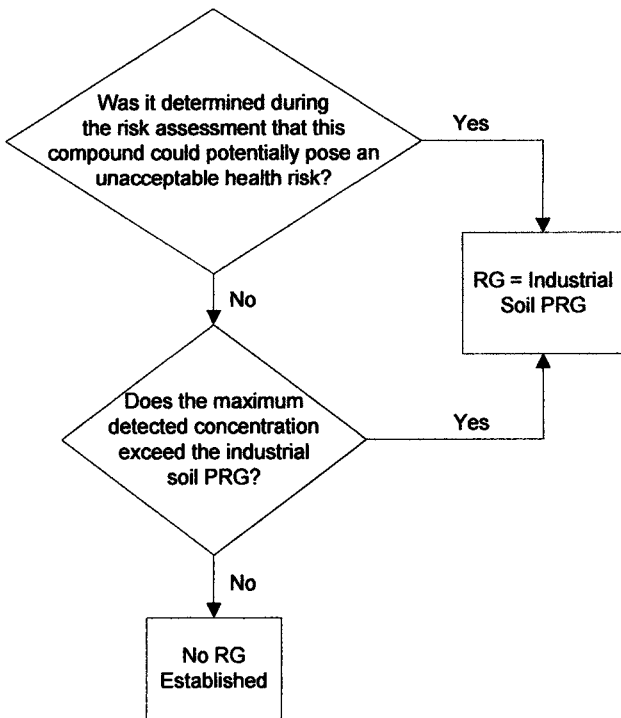 Was it determined during
the risk assessment that this
compound could potentially pose an
unacceptable health risk?
Yes
RG = Industrial
Soil PRG
No
Does the maximum
detected concentration
exceed the industrial
soil PRG?
Yes
No
No RG
Established